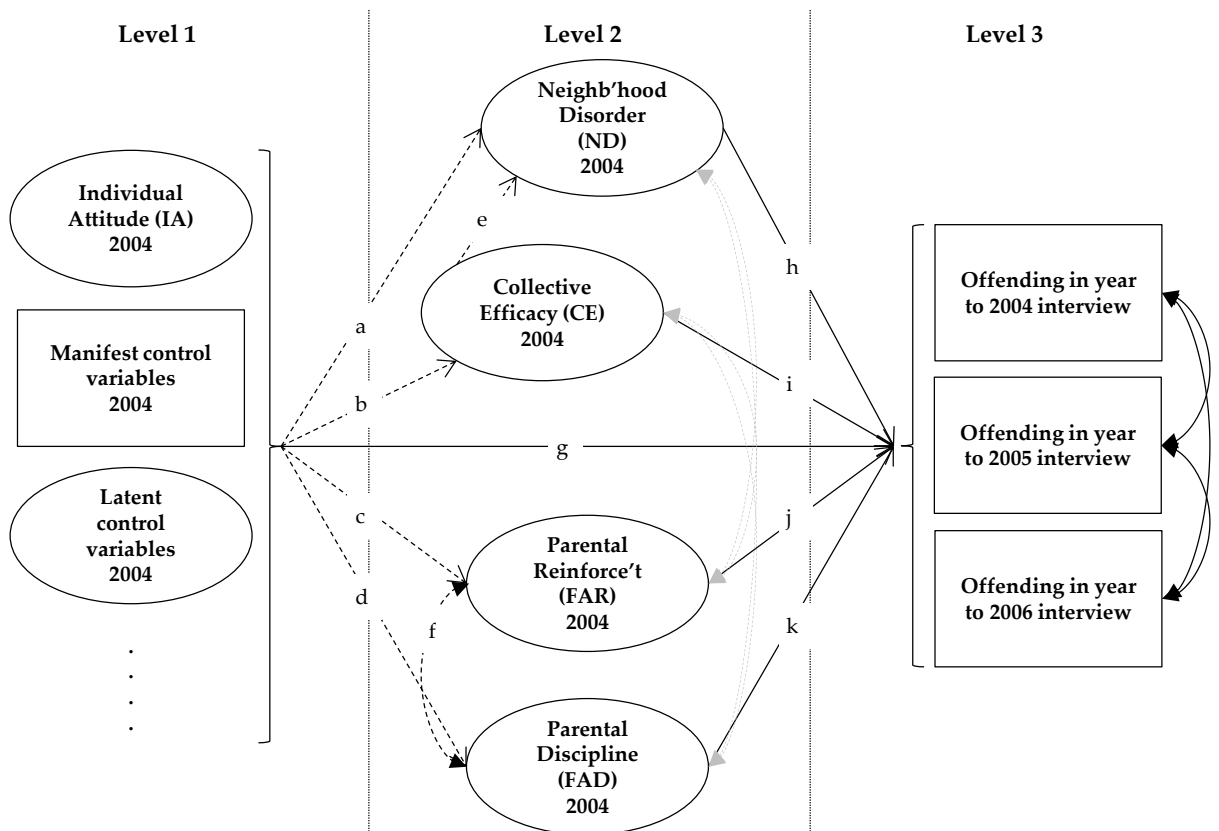 Level 1
Level 2
Level 3
Individual
Attitude (IA)
2004
Manifest control
variables
2004
Latent
control
variables
2004
.
.
.
.
Neighb'hood
Disorder
(ND)
2004
Collective
Efficacy (CE)
2004
Parental
Reinforce't
(FAR)
2004
Parental
Discipline
(FAD)
2004
a
b
c
d
e
f
g
h
i
j
k
Offending in year
to 2004 interview
Offending in year
to 2005 interview
Offending in year
to 2006 interview